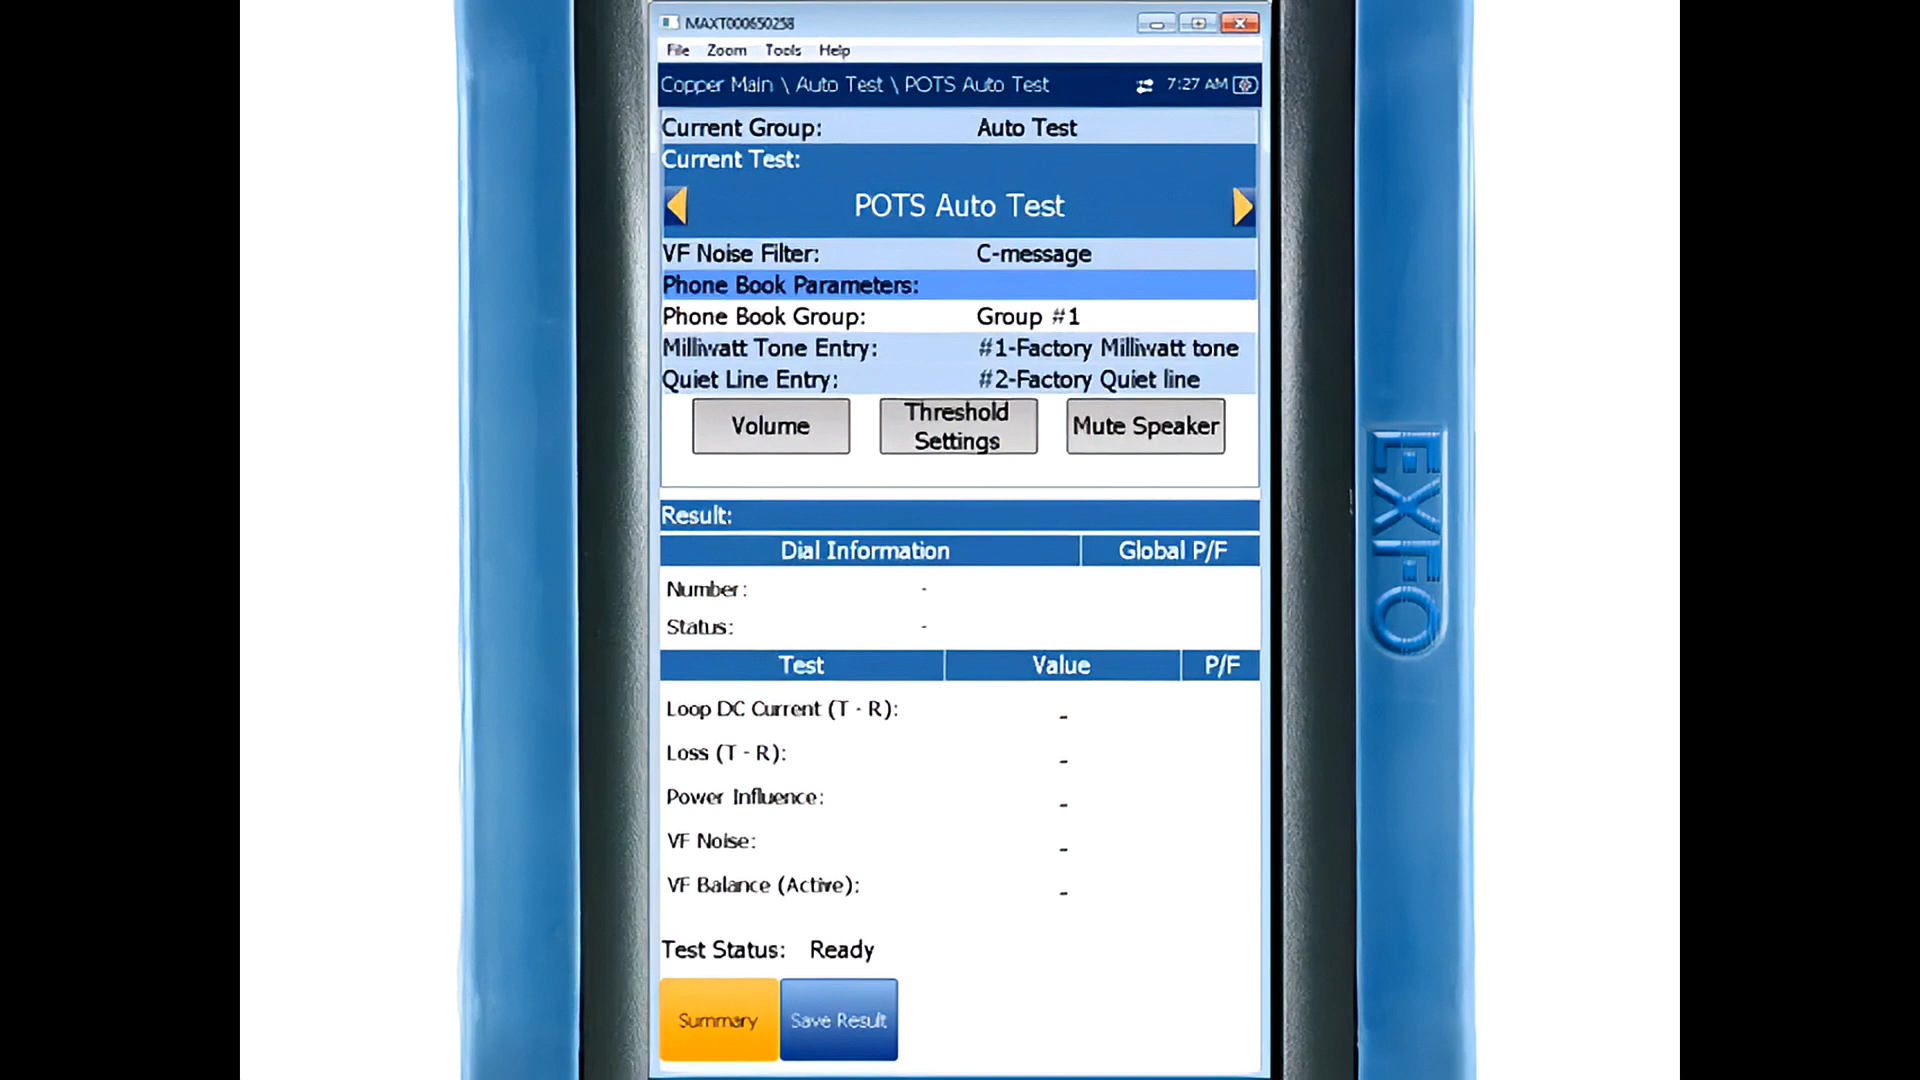 MAXT000650258
File Zoom Tools Help
Copper Main \ Auto Test \ POTS Auto Test 7:27 AM
Current Group: Auto Test
Current Test:
POTS Auto Test
VF Noise Filter: C-message
Phone Book Parameters:
Phone Book Group: Group #1
Milliwatt Tone Entry: #1-Factory Milliwatt tone
Quiet Line Entry: #2-Factory Quiet line
Volume
Threshold
Settings
Mute Speaker
Result:
Dial Information Global P/F
Number: -
Status: -
Test Value P/F
Loop DC Current (T - R): -
Loss (T - R): -
Power Influence: -
VF Noise: -
VF Balance (Active): -
Test Status: Ready
Summary Save Result
EXFO